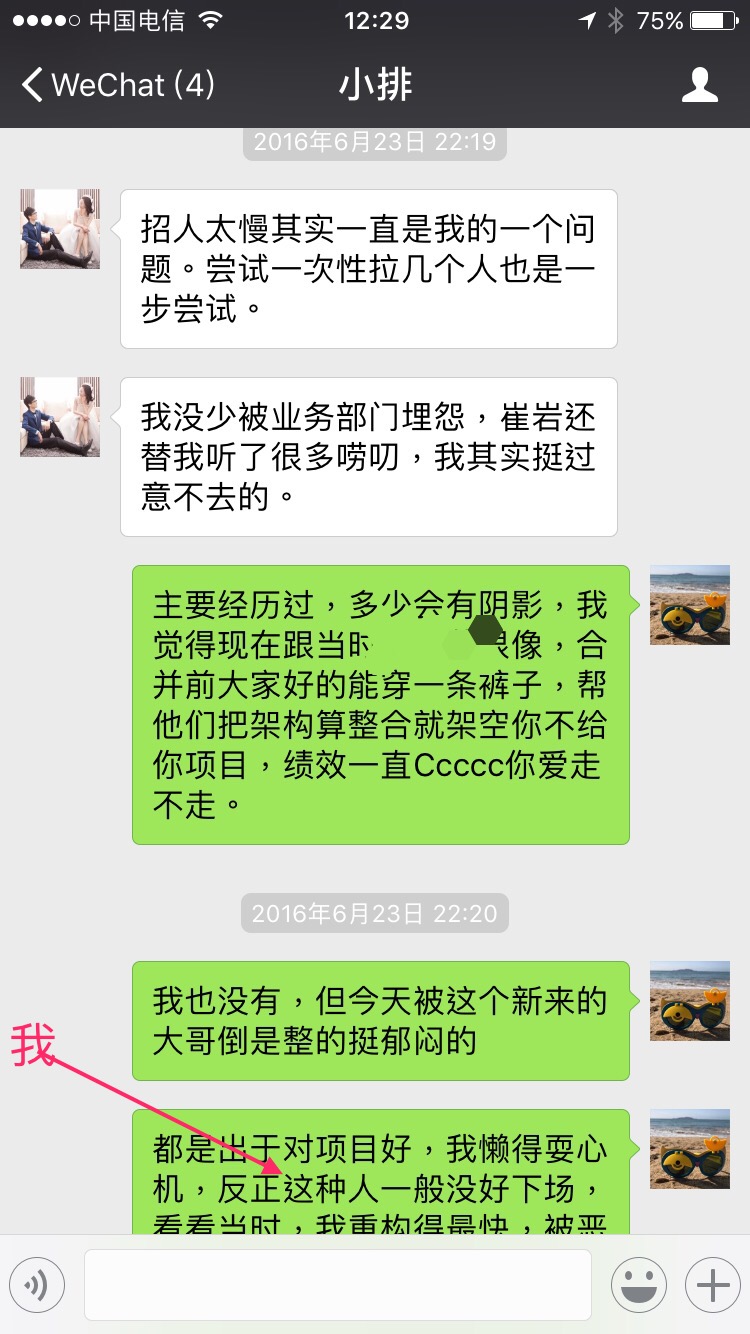 中国电信 12:29 75%
WeChat (4) 小排
2016年6月23日 22:19
招人太慢其实一直是我的一个问
题。尝试一次性拉几个人也是一
步尝试。
我没少被业务部门埋怨，崔岩还
替我听了很多唠叨，我其实挺过
意不去的。
主要经历过，多少会有阴影，我
觉得现在跟当时 很像，合
并前大家好的能穿一条裤子，帮
他们把架构算整合就架空你不给
你项目，绩效一直Ccccc你爱走
不走。
2016年6月23日 22:20
我也没有，但今天被这个新来的
大哥倒是整的挺郁闷的
我
都是出于对项目好，我懒得耍心
机，反正这种人一般没好下场，
看看当时，我重构得最快，被恶